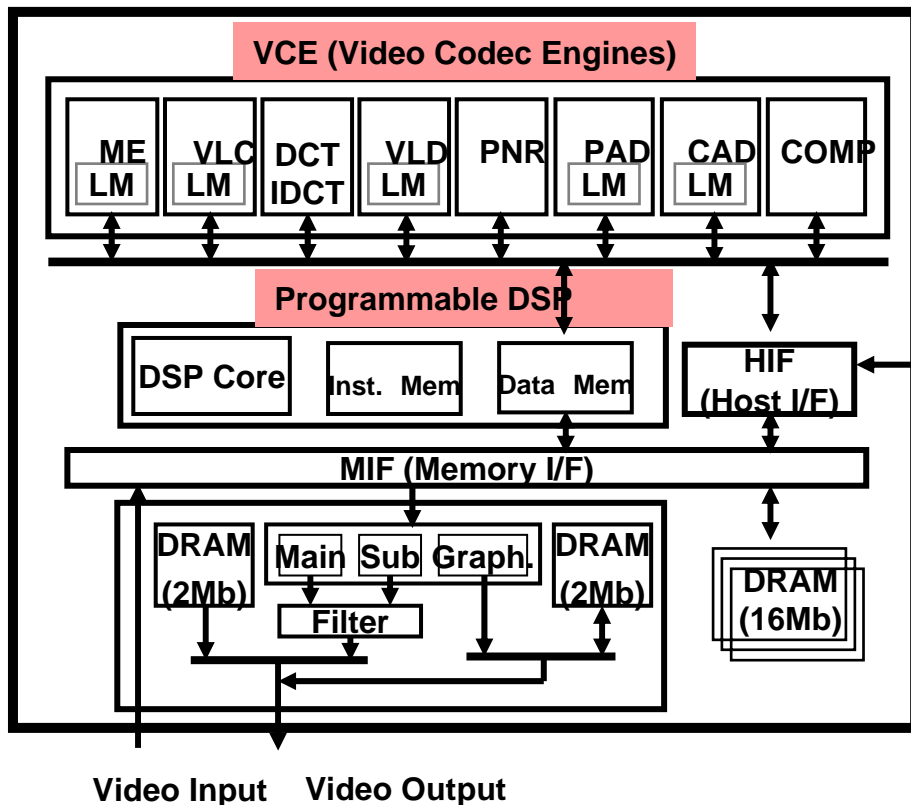 VCE (Video Codec Engines)
ME
LM
VLC
LM
DCT
IDCT
VLD
LM
PNR
PAD
LM
CAD
LM
COMP
Programmable DSP
DSP Core
Inst. Mem
Data Mem
HIF
(Host I/F)
MIF (Memory I/F)
DRAM
(2Mb)
Main
Sub
Graph.
Filter
DRAM
(2Mb)
DRAM
(16Mb)
Video Input
Video Output